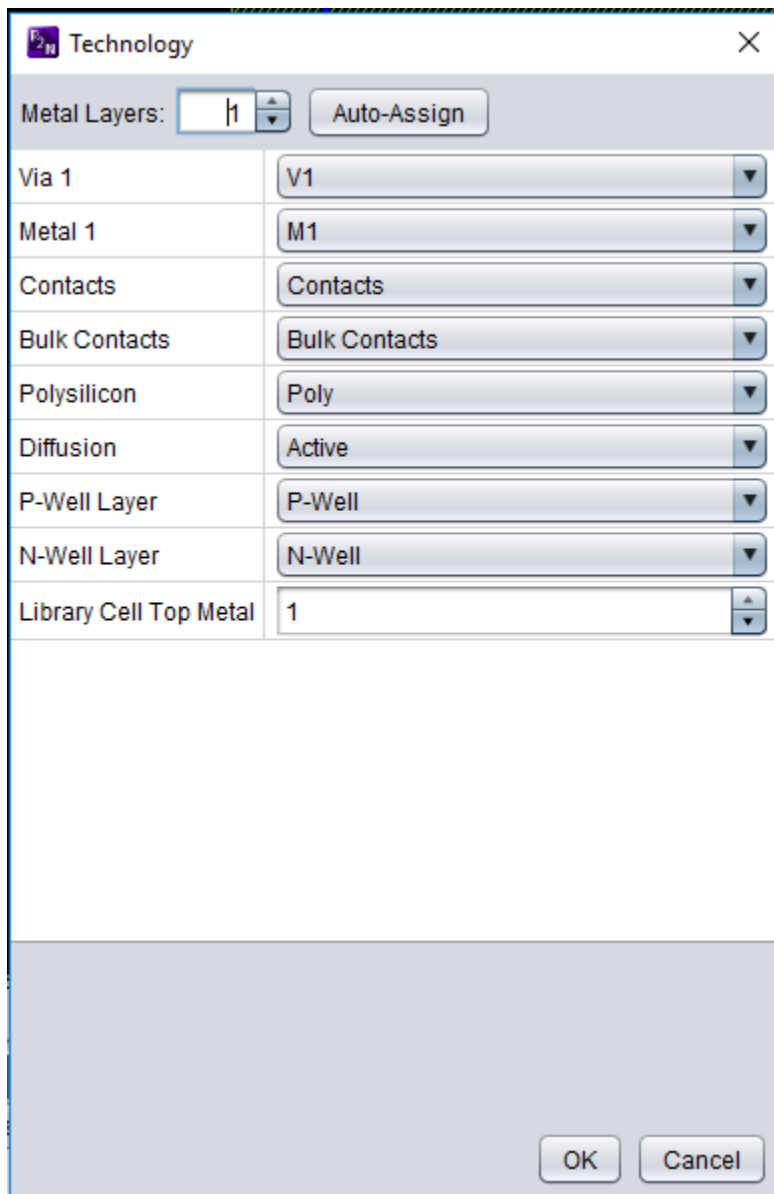 P2N Technology
Metal Layers: 1 Auto-Assign
Via 1 V1
Metal 1 M1
Contacts Contacts
Bulk Contacts Bulk Contacts
Polysilicon Poly
Diffusion Active
P-Well Layer P-Well
N-Well Layer N-Well
Library Cell Top Metal 1
OK Cancel